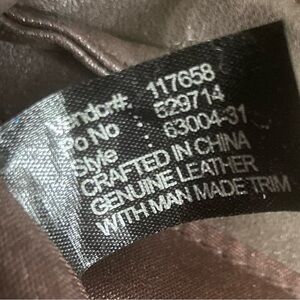 Vendor#: 117658
Po No : 529714
Style : 63004-31
CRAFTED IN CHINA
GENUINE LEATHER
WITH MAN MADE TRIM